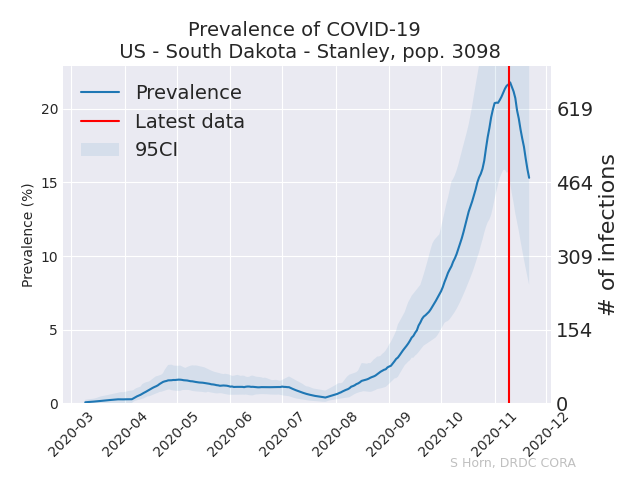 Prevalence of COVID-19
US - South Dakota - Stanley, pop. 3098
Prevalence
Latest data
95CI
Prevalence (%)
20
15
10
5
0
619
464
309
154
0
# of infections
2020-03
2020-04
2020-05
2020-06
2020-07
2020-08
2020-09
2020-10
2020-11
2020-12
S Horn, DRDC CORA